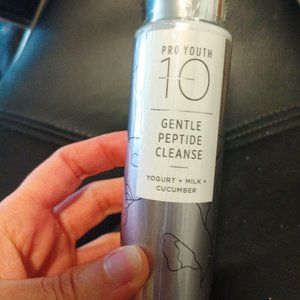 PRO YOUTH
10
GENTLE
PEPTIDE
CLEANSE
YOGURT + MILK +
CUCUMBER